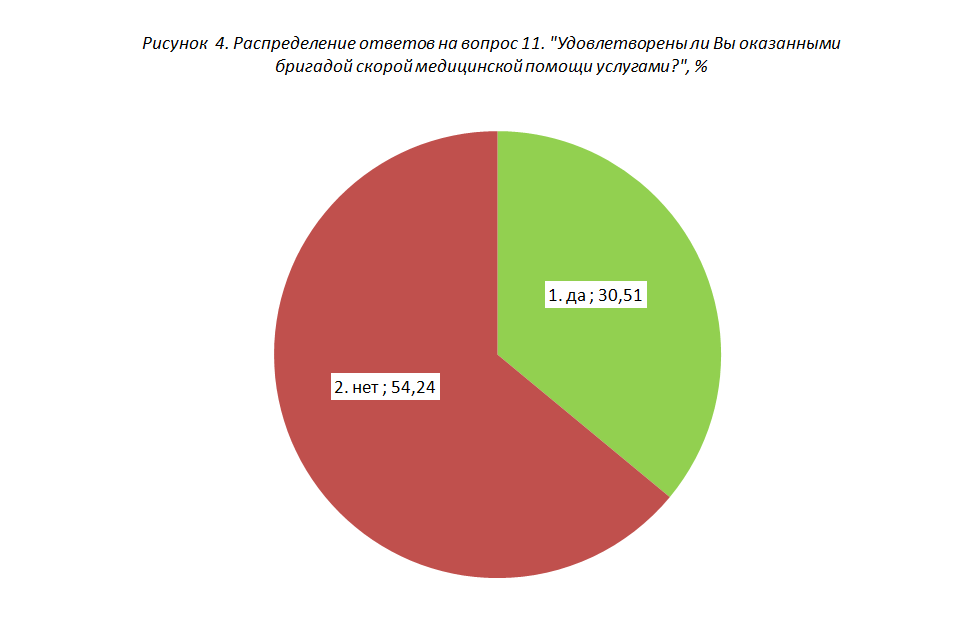 Рисунок  4. Распределение ответов на вопрос 11. "Удовлетворены ли Вы оказанными
бригадой скорой медицинской помощи услугами?", %
1. да ; 30,51
2. нет ; 54,24